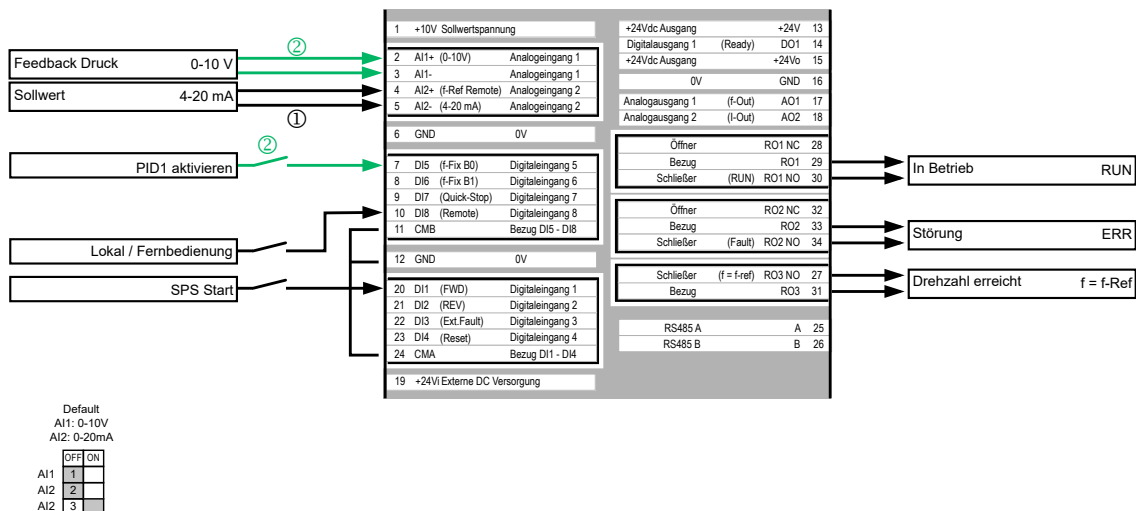 Feedback Druck 0-10 V
②
Sollwert 4-20 mA
①
PID1 aktivieren
②
Lokal / Fernbedienung
SPS Start
1 +10V Sollwertspannung
2 AI1+ (0-10V) Analogeingang 1
3 AI1- Analogeingang 1
4 AI2+ (f-Ref Remote) Analogeingang 2
5 AI2- (4-20 mA) Analogeingang 2
6 GND 0V
7 DI5 (f-Fix B0) Digitaleingang 5
8 DI6 (f-Fix B1) Digitaleingang 6
9 DI7 (Quick-Stop) Digitaleingang 7
10 DI8 (Remote) Digitaleingang 8
11 CMB Bezug DI5 - DI8
12 GND 0V
20 DI1 (FWD) Digitaleingang 1
21 DI2 (REV) Digitaleingang 2
22 DI3 (Ext.Fault) Digitaleingang 3
23 DI4 (Reset) Digitaleingang 4
24 CMA Bezug DI1 - DI4
19 +24Vi Externe DC Versorgung
+24Vdc Ausgang +24V 13
Digitalausgang 1 (Ready) DO1 14
+24Vdc Ausgang +24Vo 15
0V GND 16
Analogausgang 1 (f-Out) AO1 17
Analogausgang 2 (I-Out) AO2 18
Öffner RO1 NC 28
Bezug RO1 29
Schließer (RUN) RO1 NO 30
Öffner RO2 NC 32
Bezug RO2 33
Schließer (Fault) RO2 NO 34
Schließer (f = f-ref) RO3 NO 27
Bezug RO3 31
RS485 A A 25
RS485 B B 26
In Betrieb RUN
Störung ERR
Drehzahl erreicht f = f-Ref
Default
AI1: 0-10V
AI2: 0-20mA
OFF ON
AI1 1
AI2 2
AI2 3